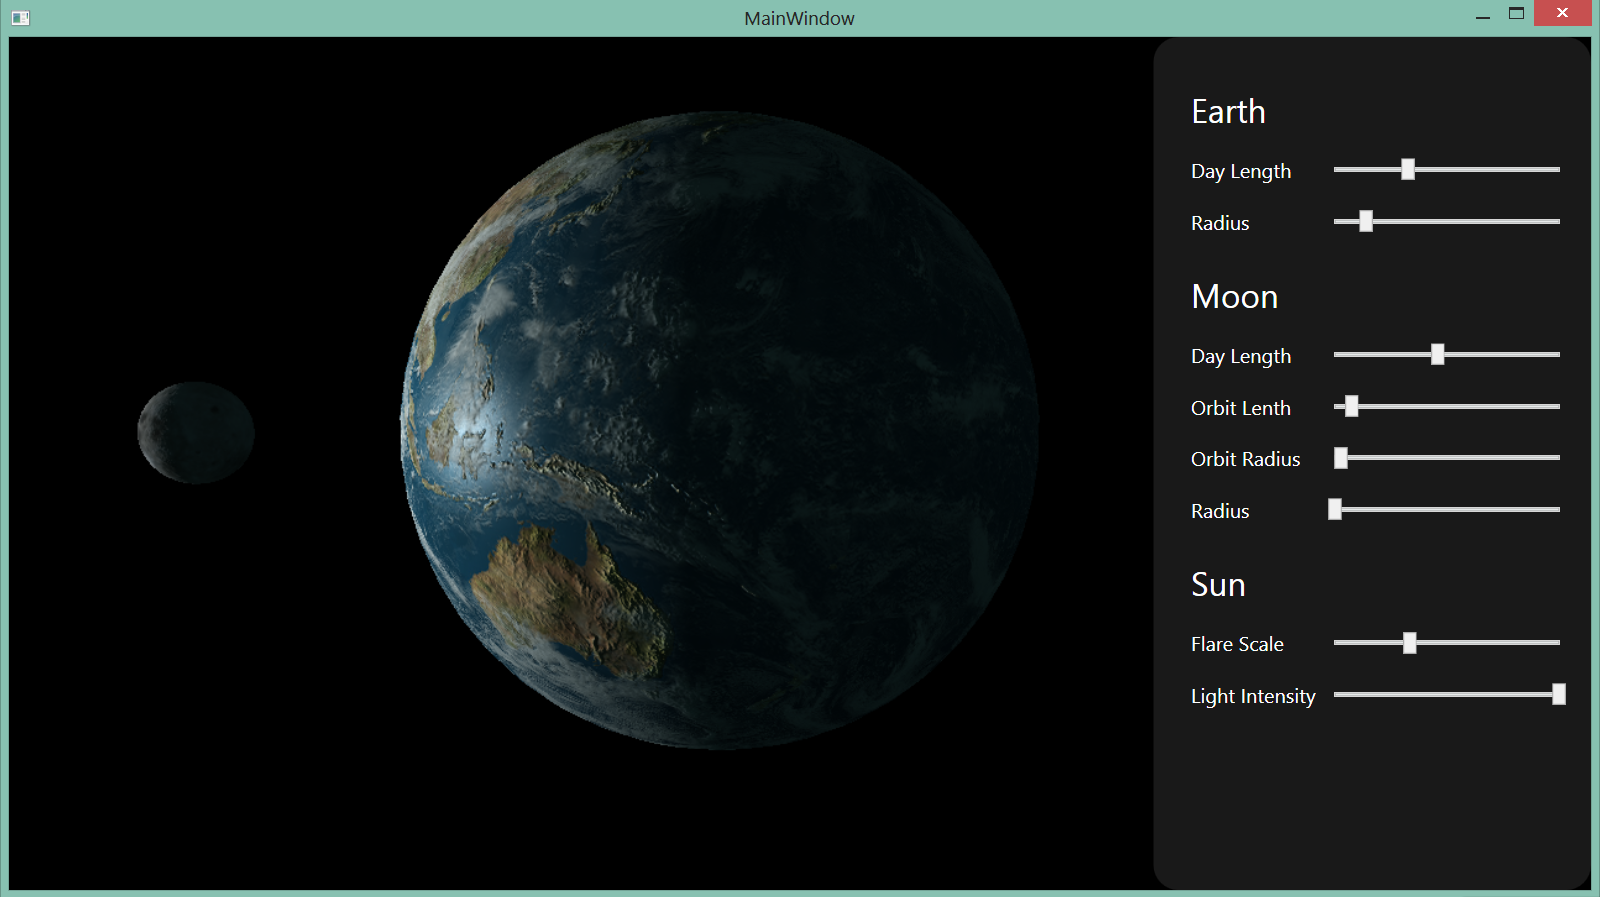 MainWindow
Earth
Day Length
Radius
Moon
Day Length
Orbit Lenth
Orbit Radius
Radius
Sun
Flare Scale
Light Intensity